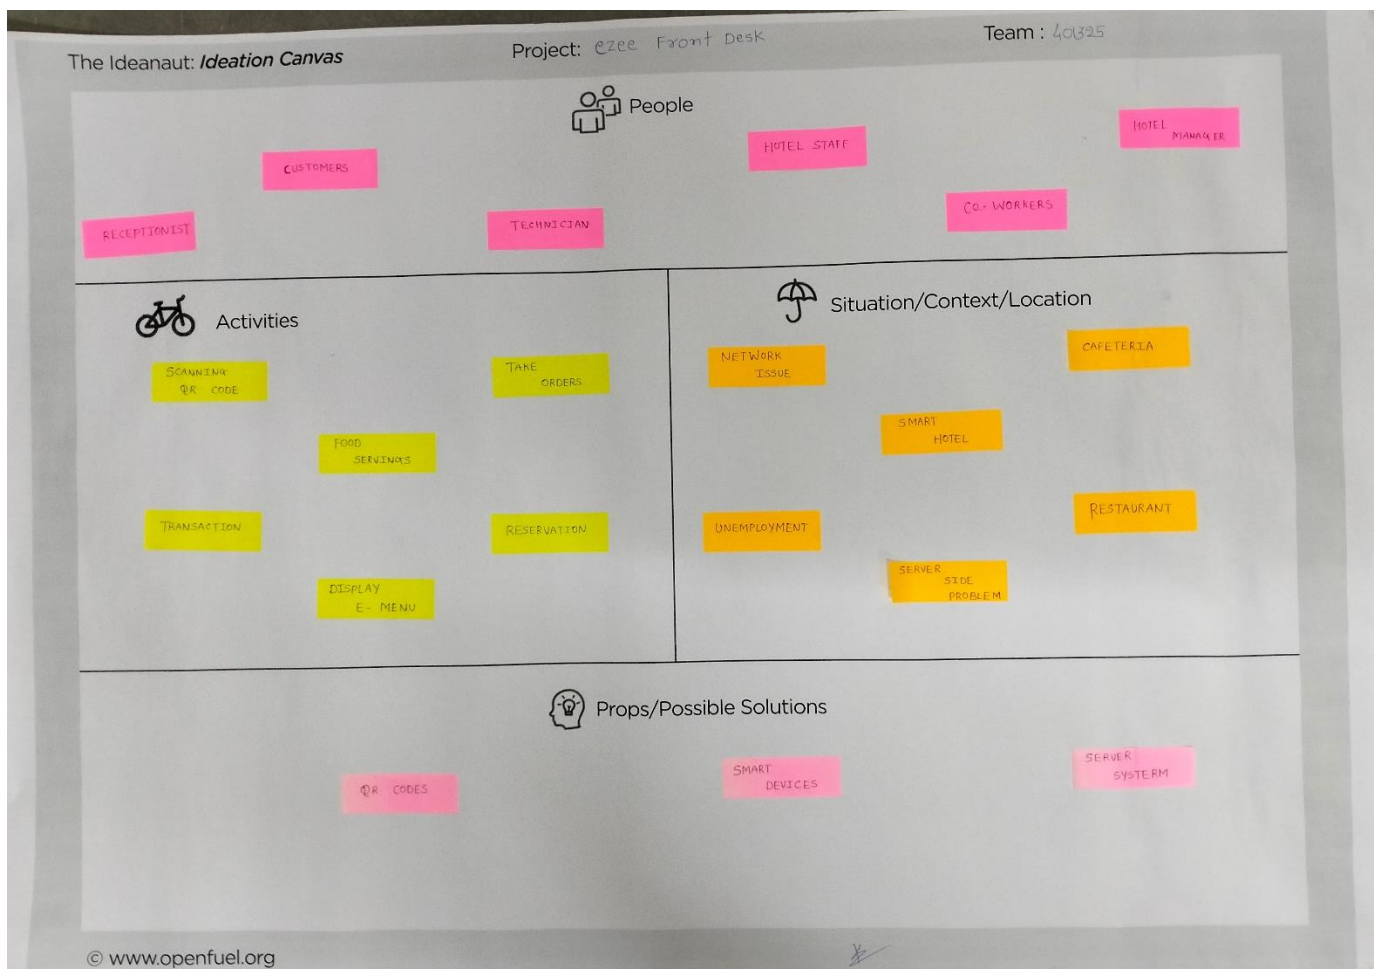 The Ideanaut: Ideation Canvas
Project: ezee Front Desk
Team : 401325
People
CUSTOMERS
HOTEL STAFF
HOTEL
MANAGER
RECEPTIONIST
TECHNICIAN
CO-WORKERS
Activities
SCANNING
QR CODE
TAKE
ORDERS
FOOD
SERVINGS
TRANSACTION
RESERVATION
DISPLAY
E- MENU
Situation/Context/Location
NETWORK
ISSUE
CAFETERIA
SMART
HOTEL
UNEMPLOYMENT
RESTAURANT
SERVER
SIDE
PROBLEM
Props/Possible Solutions
QR CODES
SMART
DEVICES
SERVER
SYSTERM
© www.openfuel.org